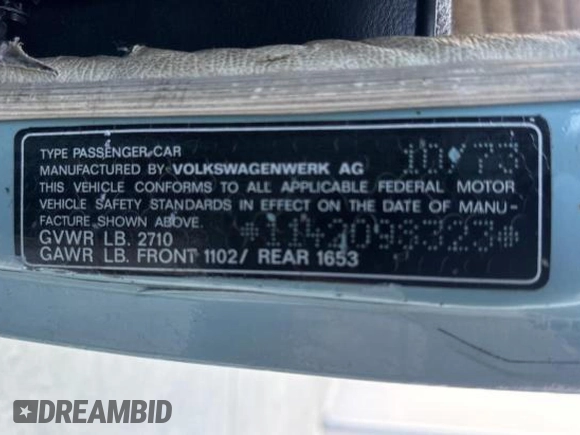 TYPE PASSENGER CAR 10/73
MANUFACTURED BY VOLKSWAGENWERK AG
THIS VEHICLE CONFORMS TO ALL APPLICABLE FEDERAL MOTOR
VEHICLE SAFETY STANDARDS IN EFFECT ON THE DATE OF MANU-
FACTURE SHOWN ABOVE.
GVWR LB. 2710 *1142098323*
GAWR LB. FRONT 1102/ REAR 1653
DREAMBID